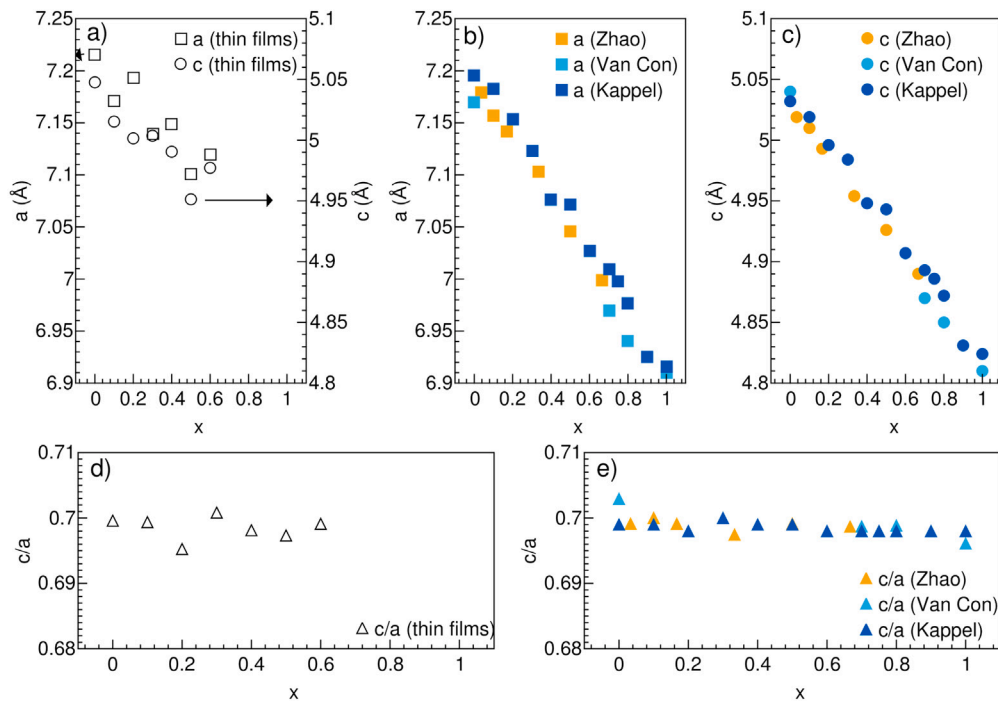 a)
a (thin films)
c (thin films)
7.25
7.2
7.15
7.1
7.05
7
6.95
6.9
a (Å)
5.1
5.05
5
4.95
4.9
4.85
4.8
c (Å)
0 0.2 0.4 0.6 0.8 1
x
b)
a (Zhao)
a (Van Con)
a (Kappel)
7.25
7.2
7.15
7.1
7.05
7
6.95
6.9
a (Å)
0 0.2 0.4 0.6 0.8 1
x
c)
c (Zhao)
c (Van Con)
c (Kappel)
5.1
5.05
5
4.95
4.9
4.85
4.8
c (Å)
0 0.2 0.4 0.6 0.8 1
x
d)
0.71
0.7
0.69
0.68
c/a
c/a (thin films)
0 0.2 0.4 0.6 0.8 1
x
e)
0.71
0.7
0.69
0.68
c/a
c/a (Zhao)
c/a (Van Con)
c/a (Kappel)
0 0.2 0.4 0.6 0.8 1
x